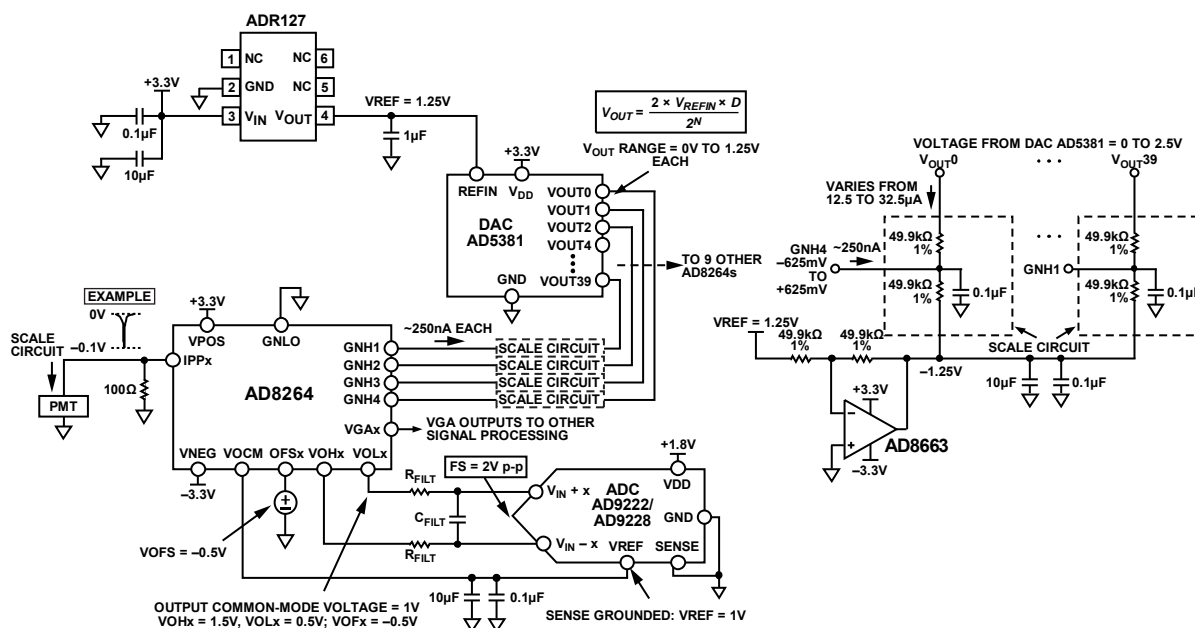 ADR127
1 NC
NC 6
2 GND
NC 5
3 VIN
VOUT 4
+3.3V
0.1µF
10µF
VREF = 1.25V
1µF
VOUT = 2 × VREFIN × D / 2^N
VOUT RANGE = 0V TO 1.25V
EACH
+3.3V
REFIN
VDD
DAC
AD5381
GND
VOUT0
VOUT1
VOUT2
VOUT4
VOUT39
TO 9 OTHER
AD8264s
VOLTAGE FROM DAC AD5381 = 0 TO 2.5V
VOUT0
VOUT39
VARIES FROM
12.5 TO 32.5µA
49.9kΩ
1%
49.9kΩ
1%
~250nA
GNH4
–625mV
TO
+625mV
GNH1
49.9kΩ
1%
0.1µF
49.9kΩ
1%
0.1µF
SCALE CIRCUIT
VREF = 1.25V
49.9kΩ
1%
49.9kΩ
1%
–1.25V
10µF
0.1µF
+3.3V
AD8663
–3.3V
EXAMPLE
0V
–0.1V
SCALE
CIRCUIT
PMT
100Ω
IPPx
+3.3V
VPOS
GNLO
AD8264
GNH1
GNH2
GNH3
GNH4
VGAx
~250nA EACH
SCALE CIRCUIT
SCALE CIRCUIT
SCALE CIRCUIT
SCALE CIRCUIT
VGA OUTPUTS TO OTHER
SIGNAL PROCESSING
VNEG
VOCM
OFSx
VOHx
VOLx
–3.3V
VOFS = –0.5V
RFILT
CFILT
RFILT
FS = 2V p-p
+1.8V
VDD
VIN + x
ADC
AD9222/
AD9228
GND
VIN – x
VREF
SENSE
10µF
0.1µF
OUTPUT COMMON-MODE VOLTAGE = 1V
VOHx = 1.5V, VOLx = 0.5V; VOFx = –0.5V
SENSE GROUNDED: VREF = 1V